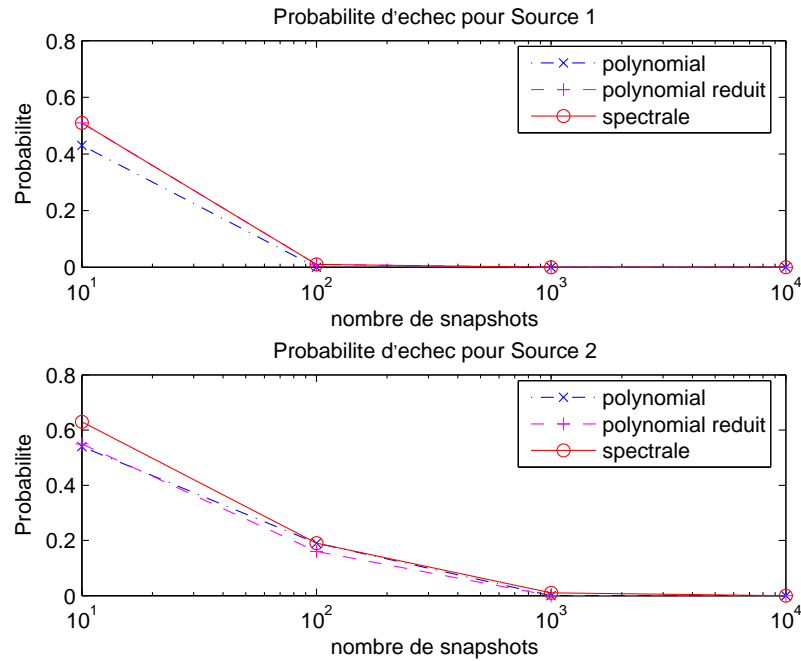 Probabilite d'echec pour Source 1
0.8
0.6
0.4
0.2
0
Probabilite
polynomial
polynomial reduit
spectrale
10^1 10^2 10^3 10^4
nombre de snapshots
Probabilite d'echec pour Source 2
0.8
0.6
0.4
0.2
0
Probabilite
polynomial
polynomial reduit
spectrale
10^1 10^2 10^3 10^4
nombre de snapshots